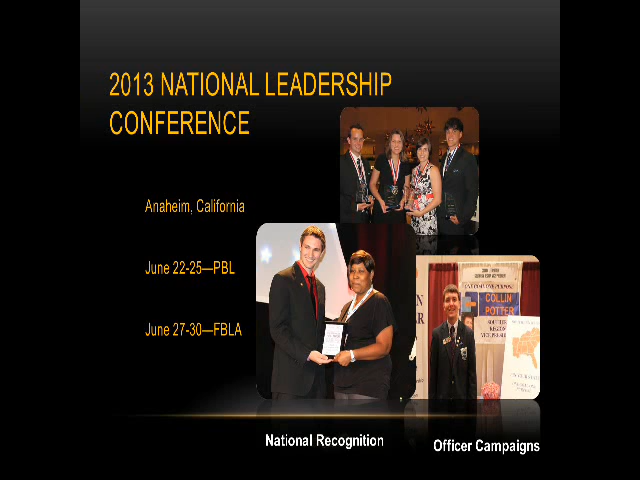 2013 NATIONAL LEADERSHIP
CONFERENCE
Anaheim, California
June 22-25—PBL
June 27-30—FBLA
COLLIN
POTTER
National Recognition
Officer Campaigns